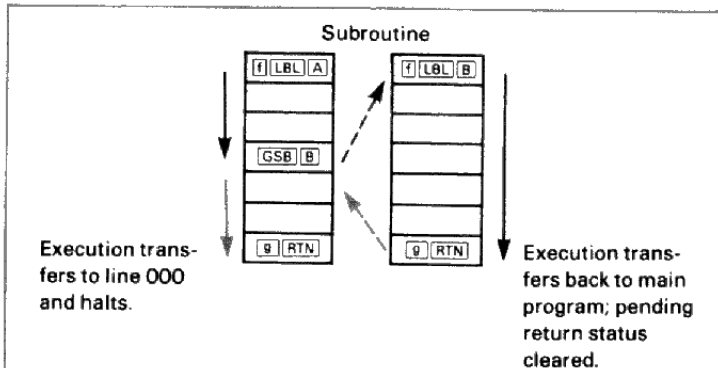 Subroutine
f LBL A
GSB B
g RTN
f LBL B
g RTN
Execution trans-
fers to line 000
and halts.
Execution trans-
fers back to main
program; pending
return status
cleared.